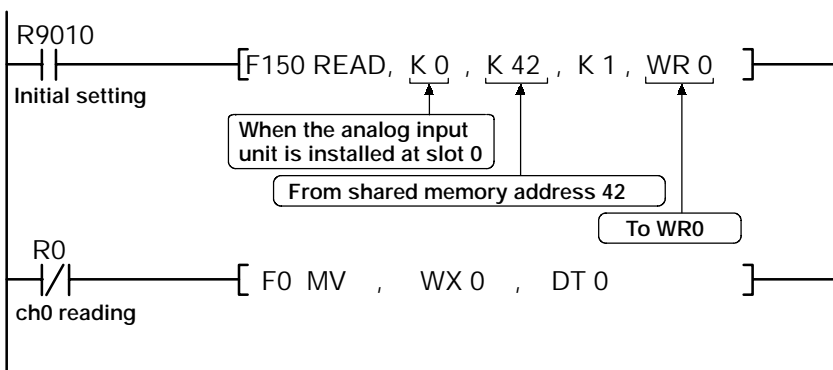 R9010
F150 READ, K 0 , K 42 , K 1 , WR 0
Initial setting
When the analog input
unit is installed at slot 0
From shared memory address 42
To WR0
R0
F0 MV , WX 0 , DT 0
ch0 reading